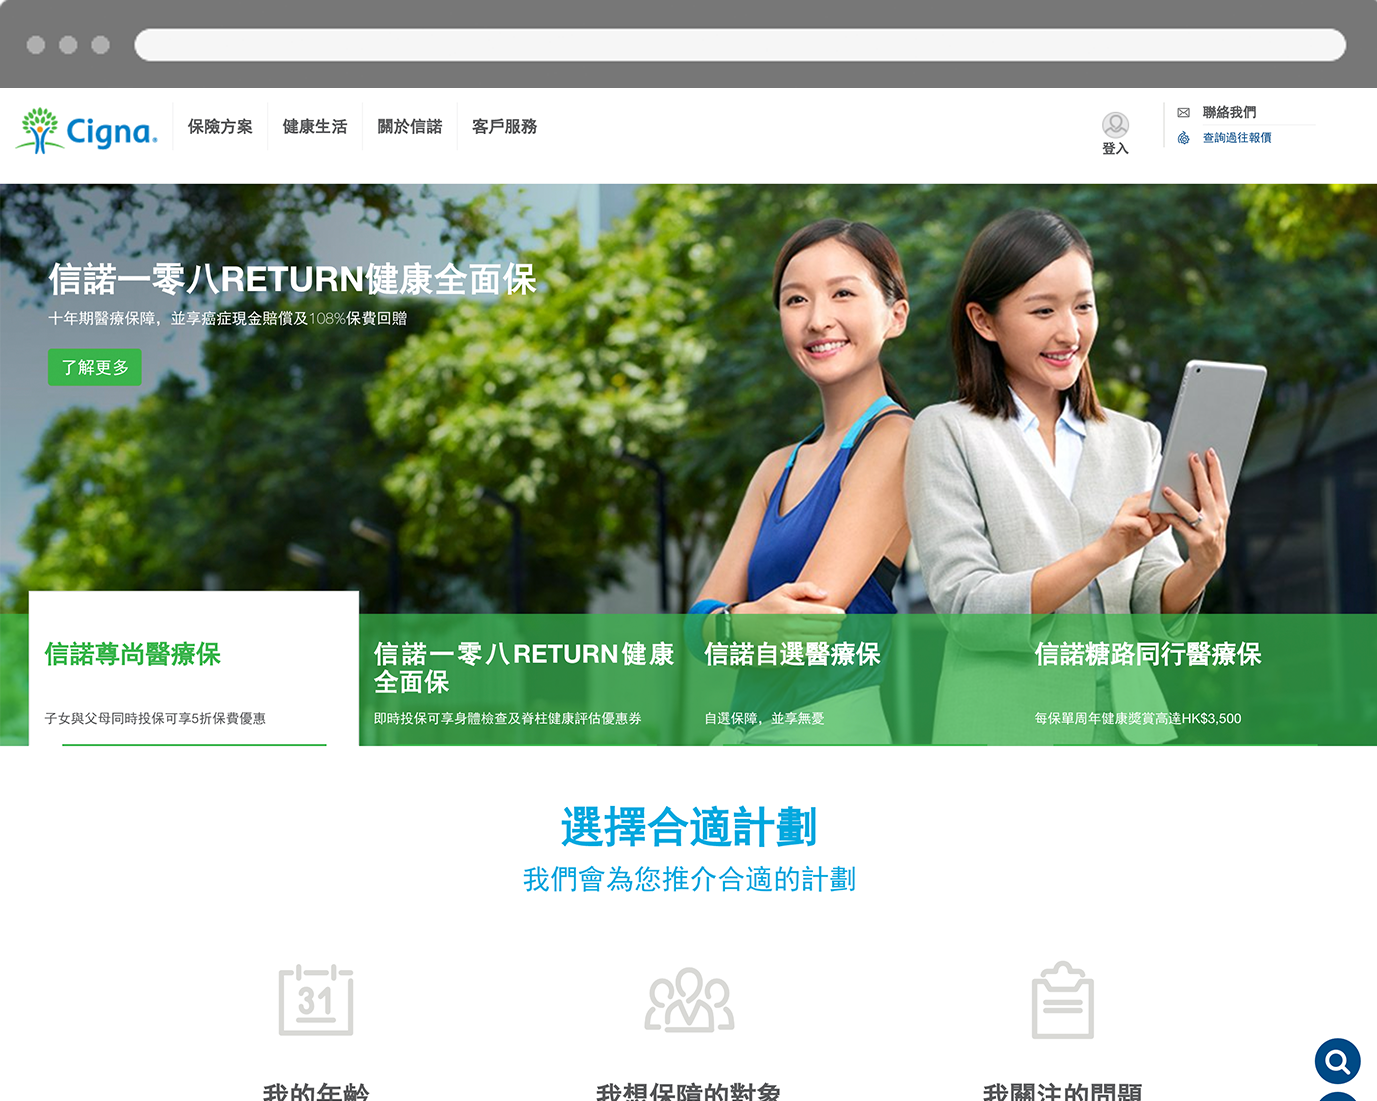 Cigna
保險方案
健康生活
關於信諾
客戶服務
登入
聯絡我們
查詢過往報價
信諾一零八RETURN健康全面保
十年期醫療保障，並享癌症現金賠償及108%保費回贈
了解更多
信諾尊尚醫療保
子女與父母同時投保可享5折保費優惠
信諾一零八RETURN健康
全面保
即時投保可享身體檢查及脊柱健康評估優惠券
信諾自選醫療保
自選保障，並享無憂
信諾糖路同行醫療保
每保單周年健康獎賞高達HK$3,500
選擇合適計劃
我們會為您推介合適的計劃
31
我的年齡
我想保障的對象
我關注的問題